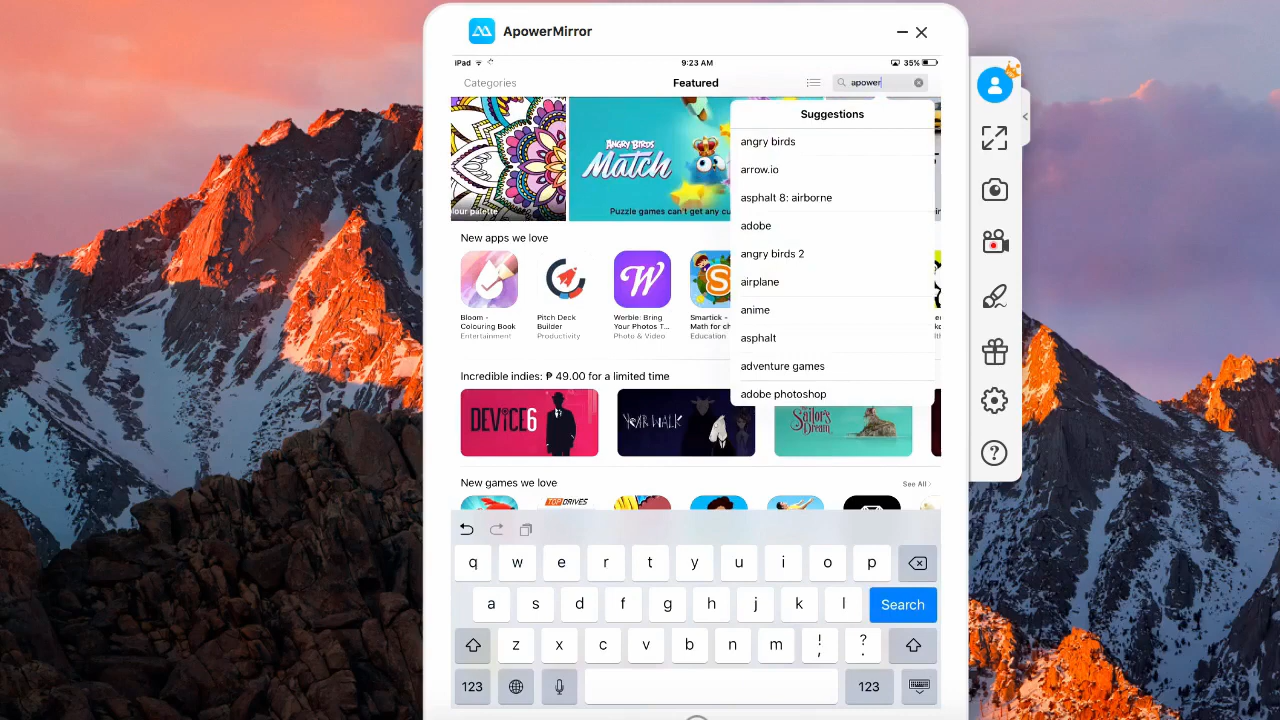 ApowerMirror
iPad
9:23 AM
35%
Categories
Featured
apower
Suggestions
angry birds
arrow.io
asphalt 8: airborne
adobe
angry birds 2
airplane
anime
asphalt
adventure games
adobe photoshop
our palette
ANGRY BIRDS
Match
Puzzle games can't get any cu
New apps we love
Bloom -
Colouring Book
Entertainment
Pitch Deck
Builder
Productivity
Werble: Bring
Your Photos T...
Photo & Video
Smartick -
Math for ch
Education
Incredible indies: ₱ 49.00 for a limited time
DEVICE6
YEAR WALK
THE
Sailor's
Dream
New games we love
See All
TOP DRIVES
q w e r t y u i o p
a s d f g h j k l Search
z x c v b n m ! , ? .
123 123